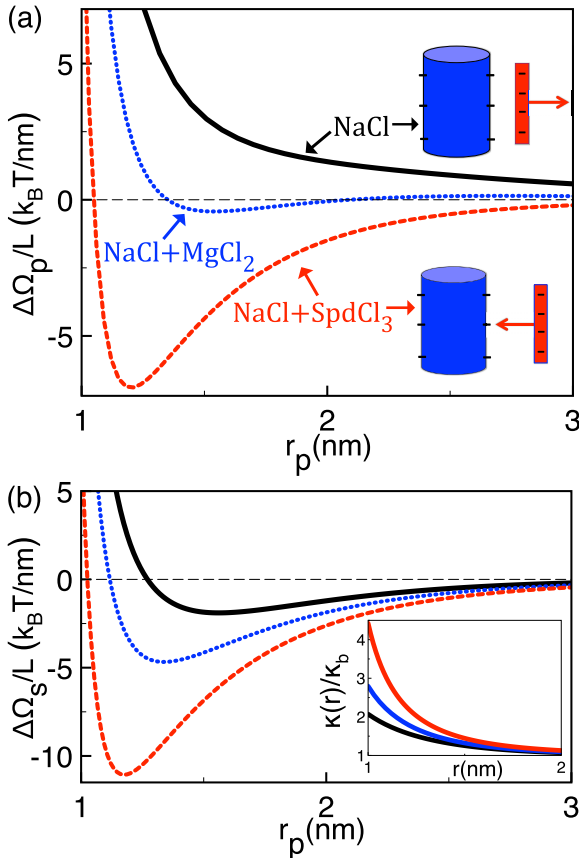 (a)
5
0
-5
ΔΩp/L (kBT/nm)
NaCl
NaCl+MgCl2
NaCl+SpdCl3
1
2
3
rp(nm)
(b)
5
0
-5
-10
ΔΩs/L (kBT/nm)
κ(r)/κb
4
3
2
1
1
r(nm)
2
1
2
3
rp(nm)